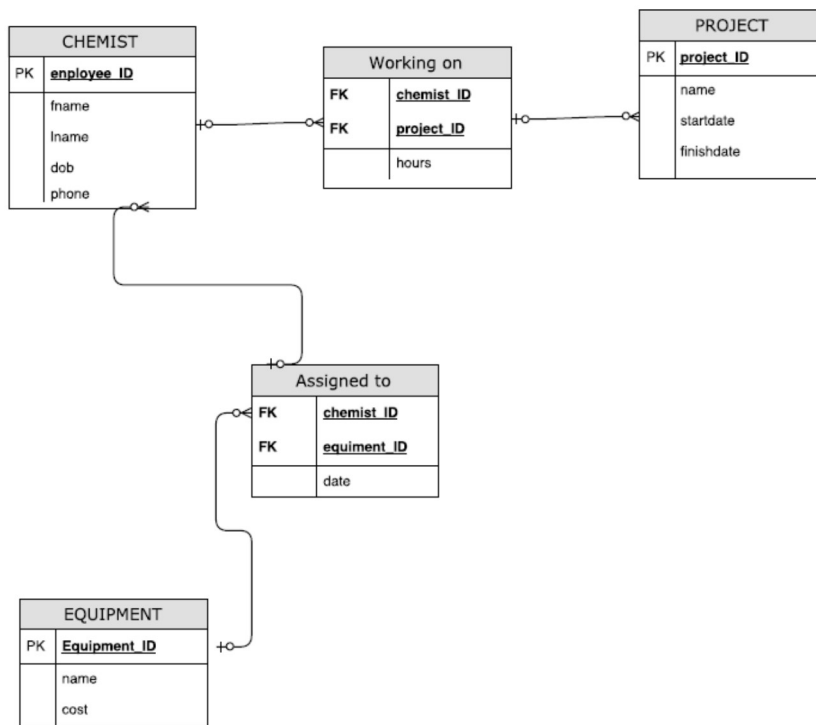 CHEMIST
PK enployee_ID
fname
lname
dob
phone
Working on
FK chemist_ID
FK project_ID
hours
PROJECT
PK project_ID
name
startdate
finishdate
Assigned to
FK chemist_ID
FK equiment_ID
date
EQUIPMENT
PK Equipment_ID
name
cost